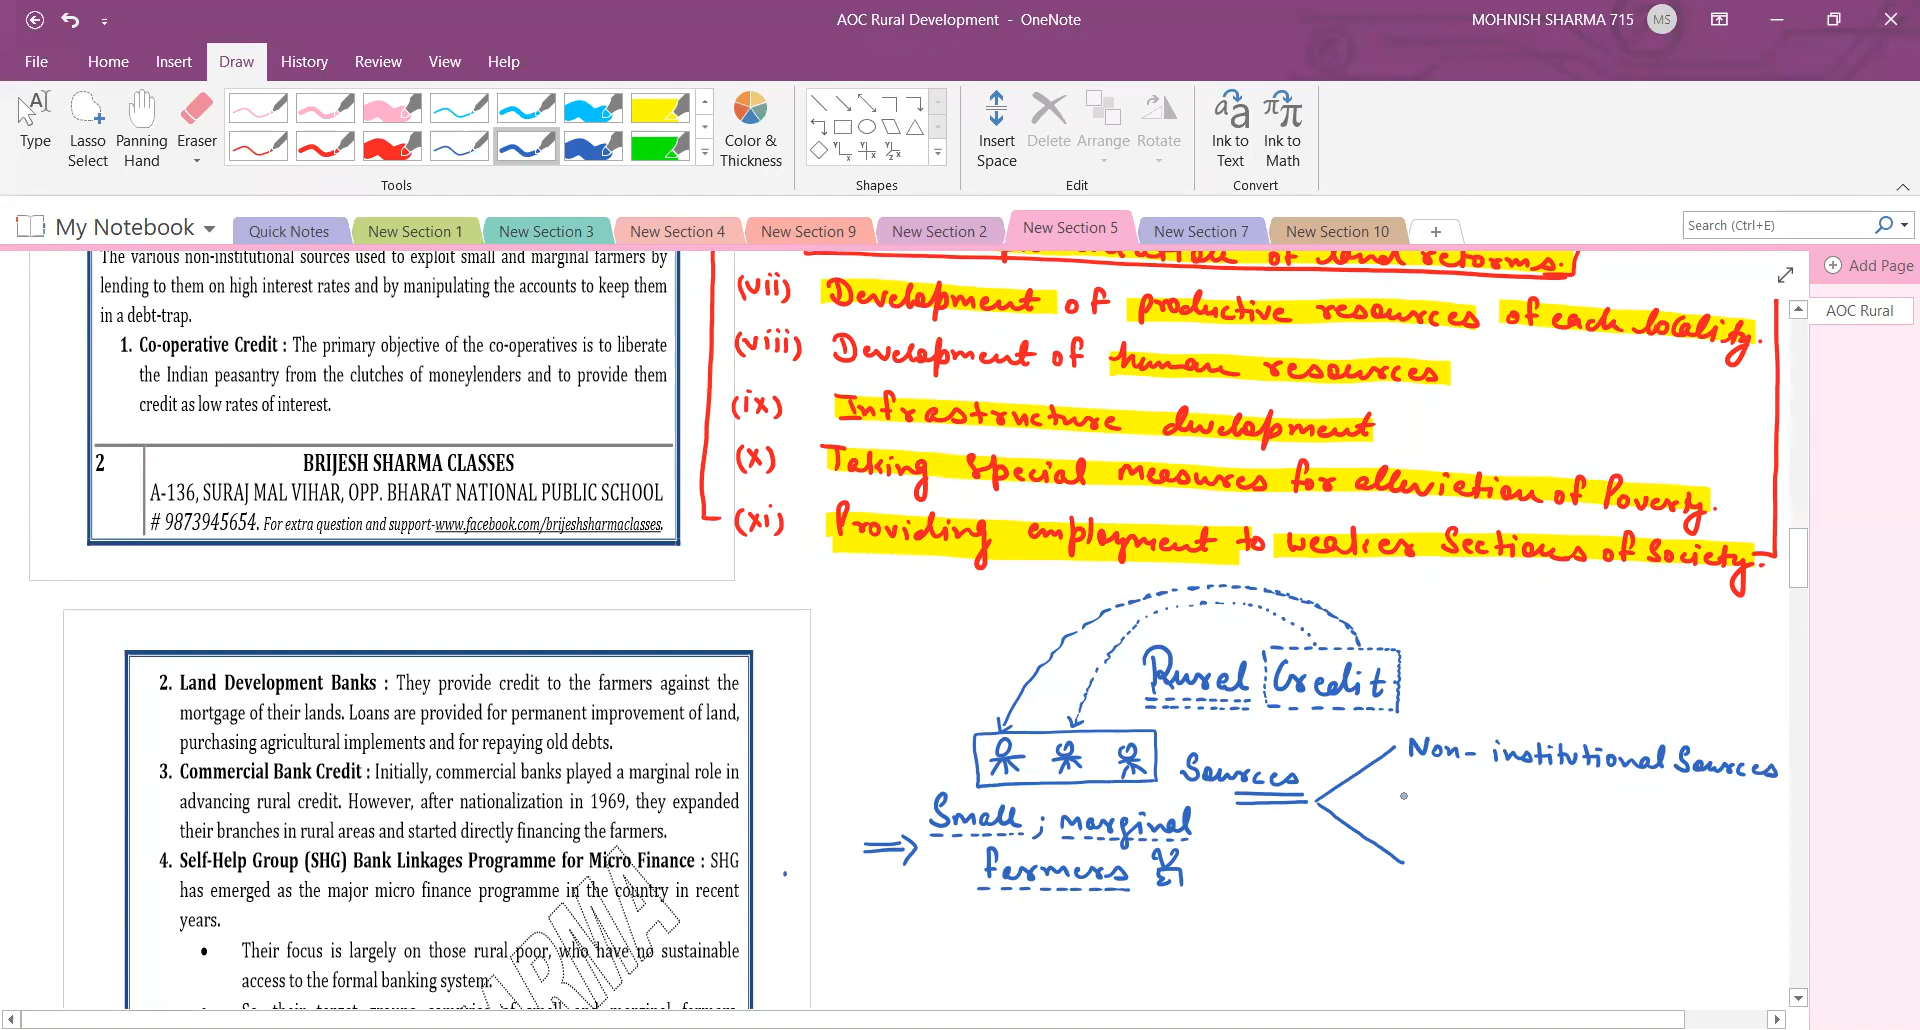 AOC Rural Development - OneNote
MOHNISH SHARMA 715
MS
File
Home
Insert
Draw
History
Review
View
Help
Type
Lasso
Select
Panning
Hand
Eraser
Color &
Thickness
Insert
Space
Delete
Arrange
Rotate
Ink to
Text
Ink to
Math
Tools
Shapes
Edit
Convert
My Notebook
Quick Notes
New Section 1
New Section 3
New Section 4
New Section 9
New Section 2
New Section 5
New Section 7
New Section 10
Search (Ctrl+E)
Add Page
AOC Rural
The various non-institutional sources used to exploit small and marginal farmers by
lending to them on high interest rates and by manipulating the accounts to keep them
in a debt-trap.
1. Co-operative Credit : The primary objective of the co-operatives is to liberate
the Indian peasantry from the clutches of moneylenders and to provide them
credit as low rates of interest.
2
BRIJESH SHARMA CLASSES
A-136, SURAJ MAL VIHAR, OPP. BHARAT NATIONAL PUBLIC SCHOOL
# 9873945654. For extra question and support-www.facebook.com/brijeshsharmaclasses.
2. Land Development Banks : They provide credit to the farmers against the
mortgage of their lands. Loans are provided for permanent improvement of land,
purchasing agricultural implements and for repaying old debts.
3. Commercial Bank Credit : Initially, commercial banks played a marginal role in
advancing rural credit. However, after nationalization in 1969, they expanded
their branches in rural areas and started directly financing the farmers.
4. Self-Help Group (SHG) Bank Linkages Programme for Micro Finance : SHG
has emerged as the major micro finance programme in the country in recent
years.
• Their focus is largely on those rural poor, who have no sustainable
access to the formal banking system.
of land reforms.
(vii) Development of productive resources of each locality.
(viii) Development of human resources
(ix) Infrastructure development
(x) Taking special measures for alleviation of Poverty.
(xi) Providing employment to weaker sections of society.
Rural Credit
Sources
Non-institutional Sources
Small ; marginal
farmers